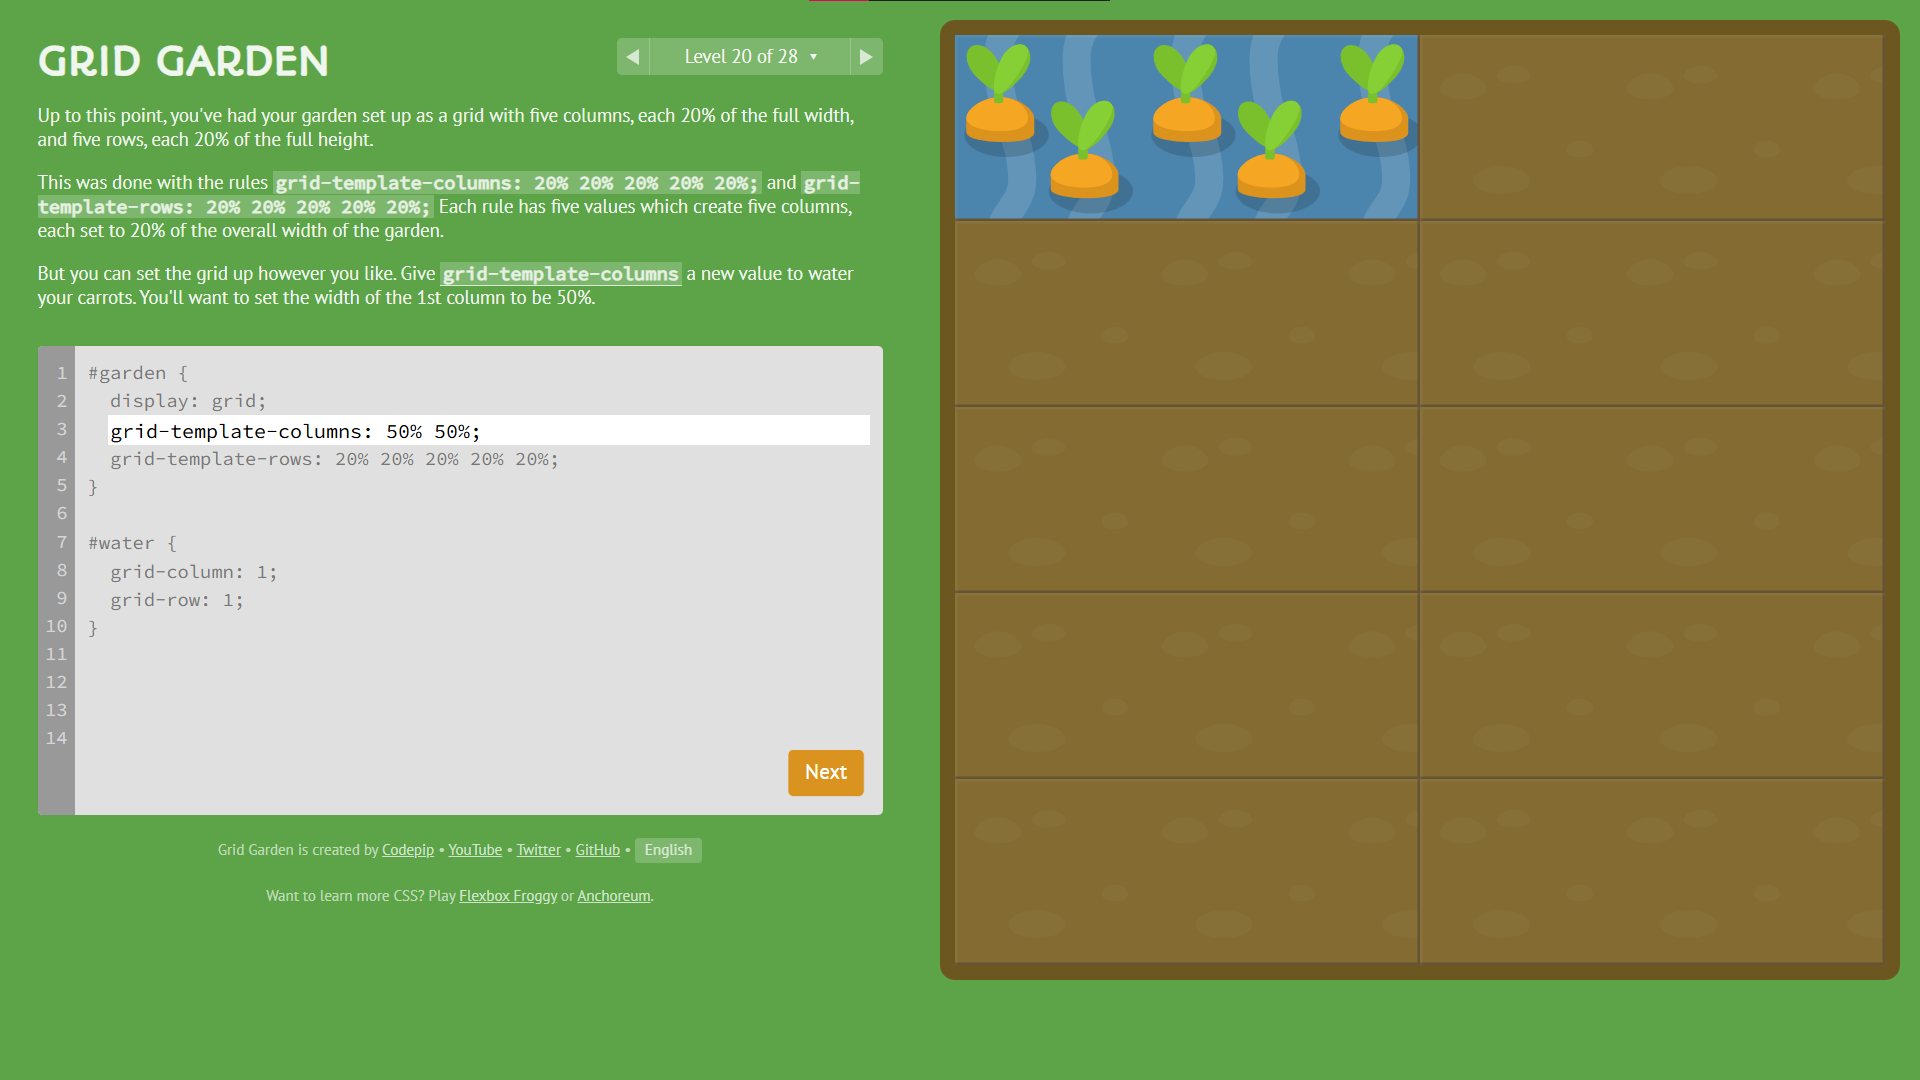 GRID GARDEN
◀ Level 20 of 28 ▾ ▶
Up to this point, you've had your garden set up as a grid with five columns, each 20% of the full width,
and five rows, each 20% of the full height.
This was done with the rules grid-template-columns: 20% 20% 20% 20% 20%; and grid-
template-rows: 20% 20% 20% 20% 20%; Each rule has five values which create five columns,
each set to 20% of the overall width of the garden.
But you can set the grid up however you like. Give grid-template-columns a new value to water
your carrots. You'll want to set the width of the 1st column to be 50%.
1 #garden {
2 display: grid;
3 grid-template-columns: 50% 50%;
4 grid-template-rows: 20% 20% 20% 20% 20%;
5 }
6
7 #water {
8 grid-column: 1;
9 grid-row: 1;
10 }
11
12
13
14
Next
Grid Garden is created by Codepip • YouTube • Twitter • GitHub • English
Want to learn more CSS? Play Flexbox Froggy or Anchoreum.